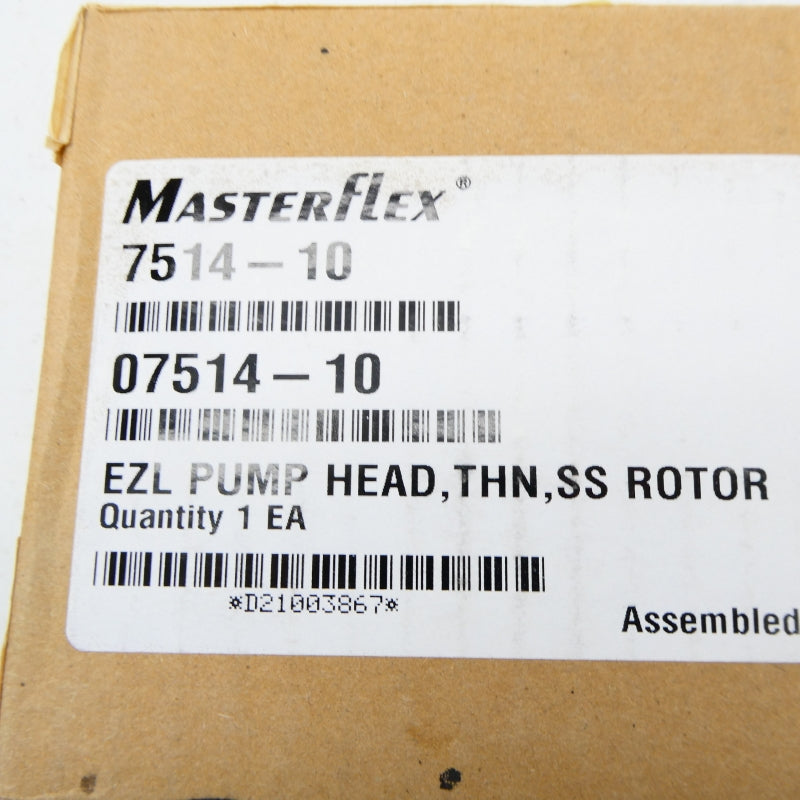 MASTERFLEX®
7514-10
07514-10
EZL PUMP HEAD,THN,SS ROTOR
Quantity 1 EA
*D21003867*
Assembled